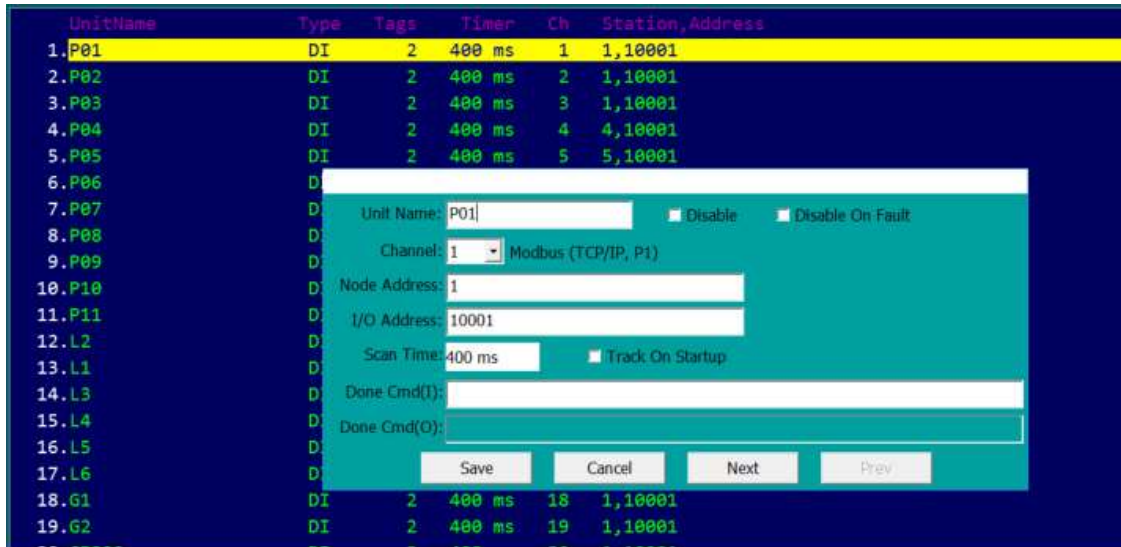 UnitName Type Tags Timer Ch Station,Address
1.P01 DI 2 400 ms 1 1,10001
2.P02 DI 2 400 ms 2 1,10001
3.P03 DI 2 400 ms 3 1,10001
4.P04 DI 2 400 ms 4 4,10001
5.P05 DI 2 400 ms 5 5,10001
6.P06 D
7.P07 D
Unit Name: P01 Disable Disable On Fault
8.P08 D
9.P09 D
Channel: 1 Modbus (TCP/IP, P1)
10.P10 D
Node Address: 1
11.P11 D
I/O Address: 10001
12.L2 D
13.L1 D
Scan Time: 400 ms Track On Startup
14.L3 D
Done Cmd(I):
15.L4 D
Done Cmd(O):
16.L5 D
17.L6 D
Save Cancel Next Prev
18.G1 DI 2 400 ms 18 1,10001
19.G2 DI 2 400 ms 19 1,10001